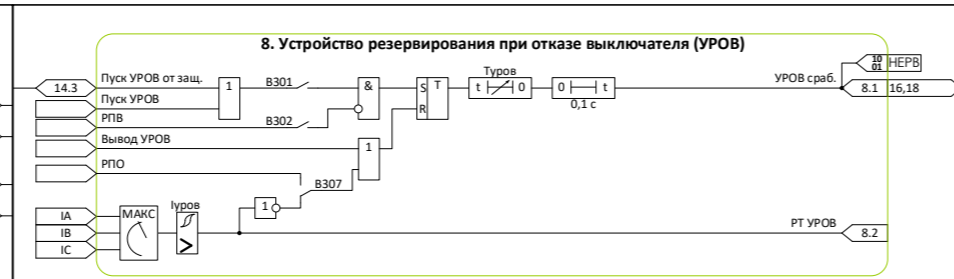 8. Устройство резервирования при отказе выключателя (УРОВ)
10
01 НЕРВ
14.3 Пуск УРОВ от защ. 1 В301 & S T Tуров УРОВ сраб. 8.1 16,18
t 0 0 t
0,1 с
Пуск УРОВ
R
РПВ В302
Вывод УРОВ 1
РПО
В307
1
IA МАКС Iуров
IB > РТ УРОВ 8.2
IC